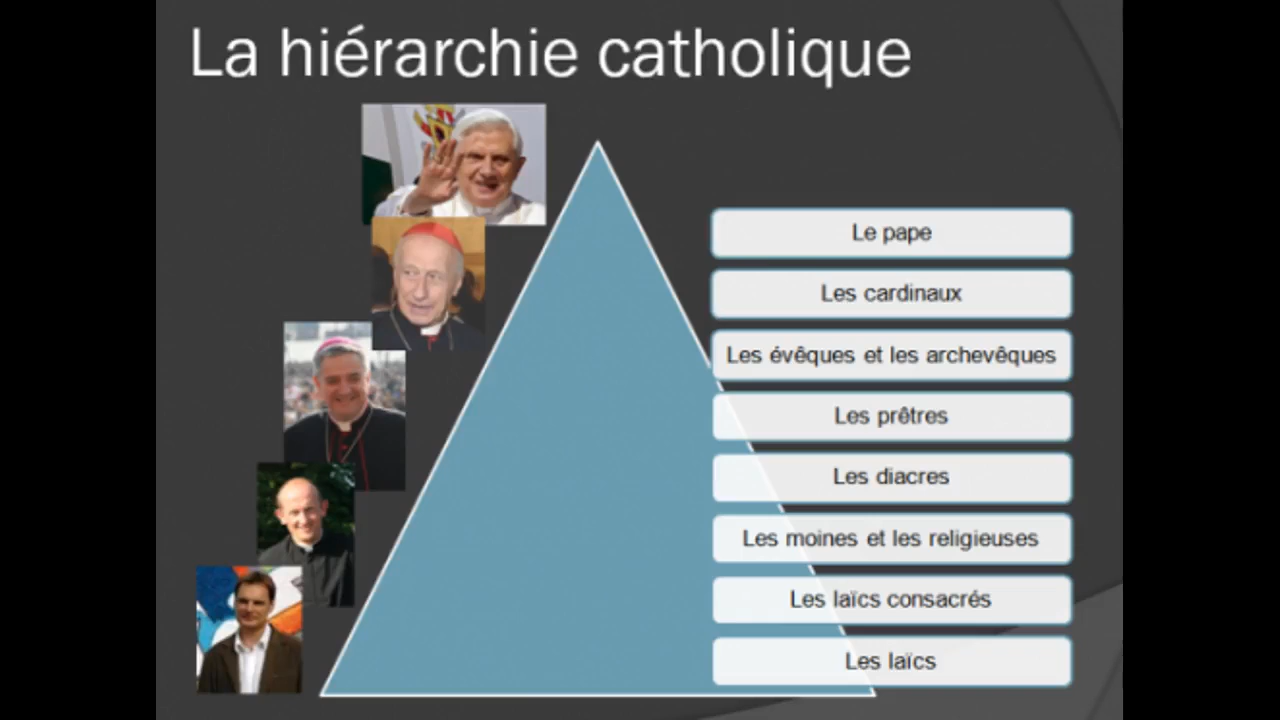 La hiérarchie catholique
Le pape
Les cardinaux
Les évêques et les archevêques
Les prêtres
Les diacres
Les moines et les religieuses
Les laïcs consacrés
Les laïcs